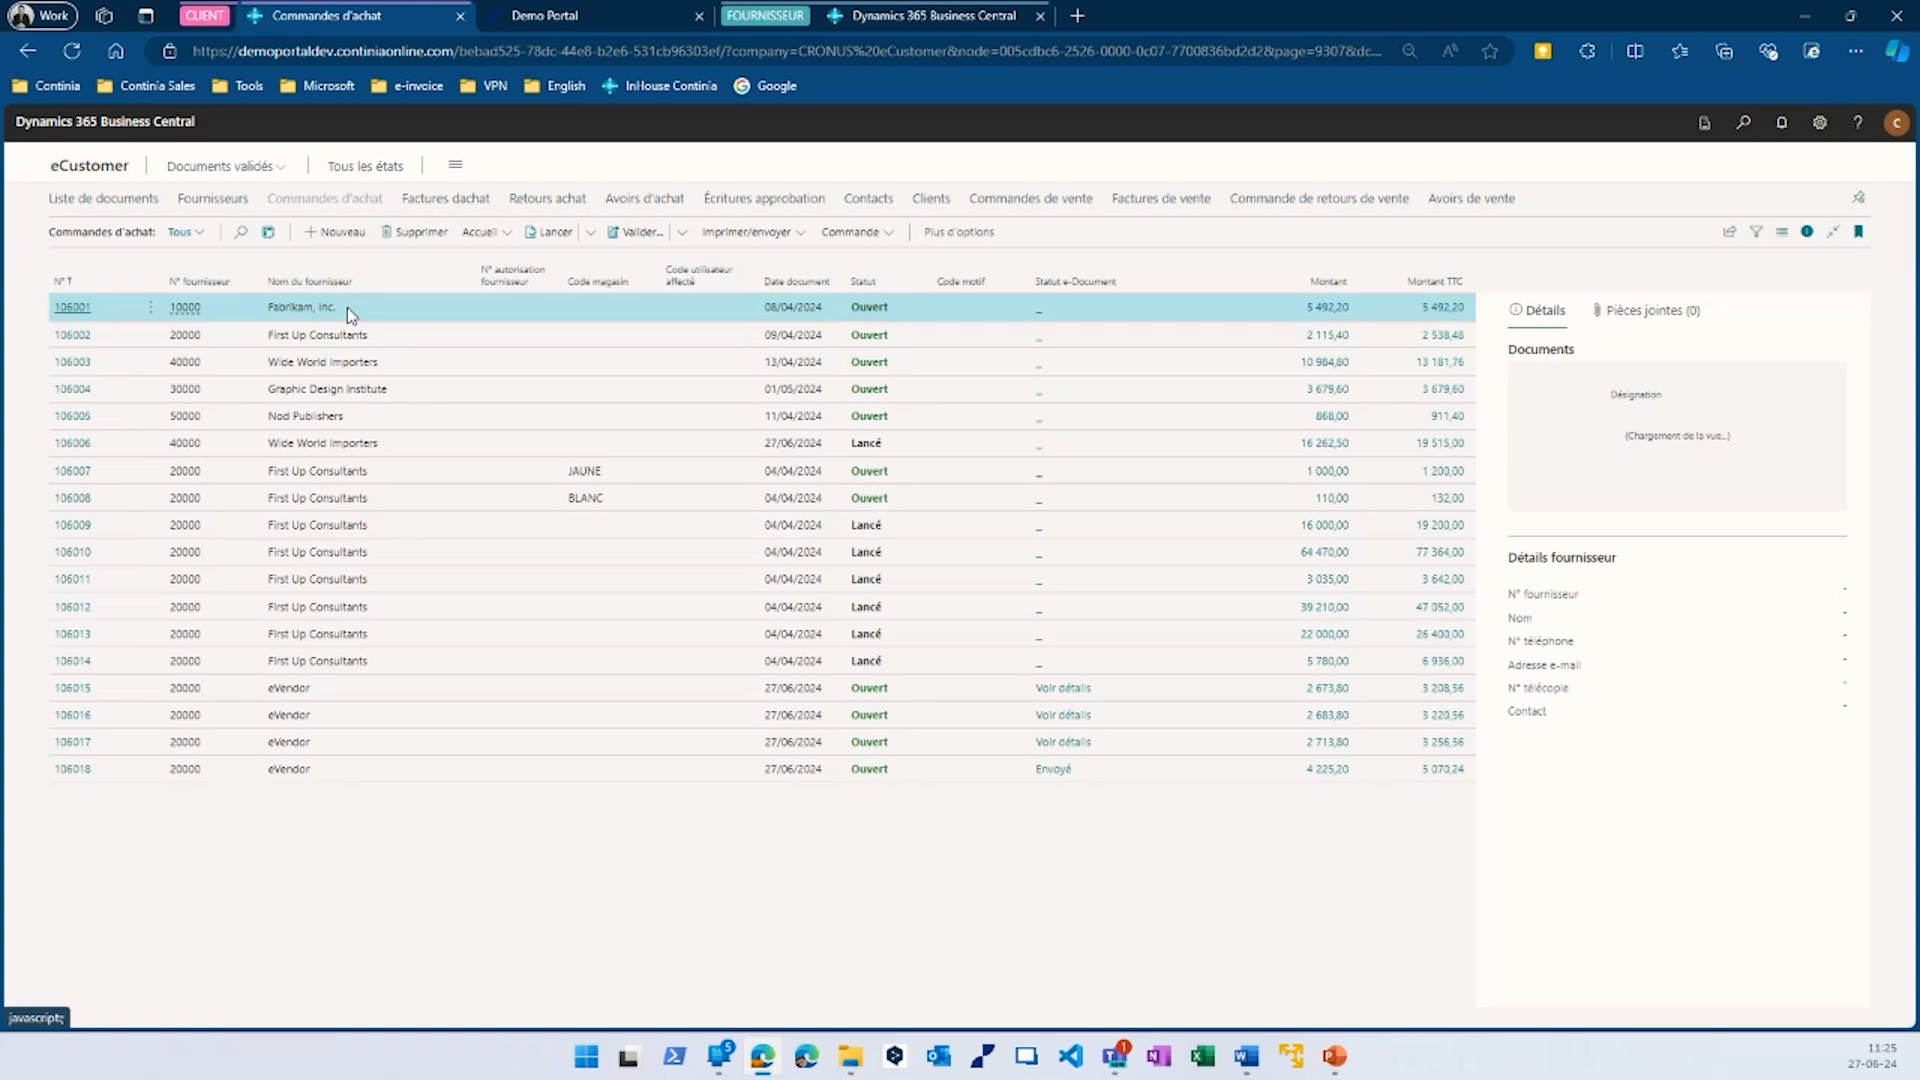 Work
CLIENT
Commandes d'achat
Demo Portal
FOURNISSEUR
Dynamics 365 Business Central
https://demoportaldev.continiaonline.com/bebad525-78dc-44e8-b2e6-531cb96303ef/?company=CRONUS%20eCustomer&node=005cdbc6-2526-0000-0c07-7700836bd2d2&page=9307&dc...
Continia
Continia Sales
Tools
Microsoft
e-invoice
VPN
English
InHouse Continia
Google
Dynamics 365 Business Central
C
eCustomer
Documents validés
Tous les états
Liste de documents
Fournisseurs
Commandes d'achat
Factures dachat
Retours achat
Avoirs d'achat
Écritures approbation
Contacts
Clients
Commandes de vente
Factures de vente
Commande de retours de vente
Avoirs de vente
Commandes d'achat: Tous
Nouveau
Supprimer
Accueil
Lancer
Valider...
Imprimer/envoyer
Commande
Plus d'options
N° ↑ N° fournisseur Nom du fournisseur N° autorisation fournisseur Code magasin Code utilisateur affecté Date document Statut Code motif Statut e-Document Montant Montant TTC
106001 10000 Fabrikam, Inc. 08/04/2024 Ouvert _ 5 492,20 5 492,20
106002 20000 First Up Consultants 09/04/2024 Ouvert _ 2 115,40 2 538,48
106003 40000 Wide World Importers 13/04/2024 Ouvert _ 10 984,80 13 181,76
106004 30000 Graphic Design Institute 01/05/2024 Ouvert _ 3 679,60 3 679,60
106005 50000 Nod Publishers 11/04/2024 Ouvert _ 868,00 911,40
106006 40000 Wide World Importers 27/06/2024 Lancé _ 16 262,50 19 515,00
106007 20000 First Up Consultants JAUNE 04/04/2024 Ouvert _ 1 000,00 1 200,00
106008 20000 First Up Consultants BLANC 04/04/2024 Ouvert _ 110,00 132,00
106009 20000 First Up Consultants 04/04/2024 Lancé _ 16 000,00 19 200,00
106010 20000 First Up Consultants 04/04/2024 Lancé _ 64 470,00 77 364,00
106011 20000 First Up Consultants 04/04/2024 Lancé _ 3 035,00 3 642,00
106012 20000 First Up Consultants 04/04/2024 Lancé _ 39 210,00 47 052,00
106013 20000 First Up Consultants 04/04/2024 Lancé _ 22 000,00 26 400,00
106014 20000 First Up Consultants 04/04/2024 Lancé _ 5 780,00 6 936,00
106015 20000 eVendor 27/06/2024 Ouvert Voir détails 2 673,80 3 208,56
106016 20000 eVendor 27/06/2024 Ouvert Voir détails 2 683,80 3 220,56
106017 20000 eVendor 27/06/2024 Ouvert Voir détails 2 713,80 3 256,56
106018 20000 eVendor 27/06/2024 Ouvert Envoyé 4 225,20 5 070,24
Détails
Pièces jointes (0)
Documents
Désignation
(Chargement de la vue...)
Détails fournisseur
N° fournisseur -
Nom -
N° téléphone -
Adresse e-mail -
N° télécopie -
Contact -
javascript:;
5
1
11:25
27-06-24